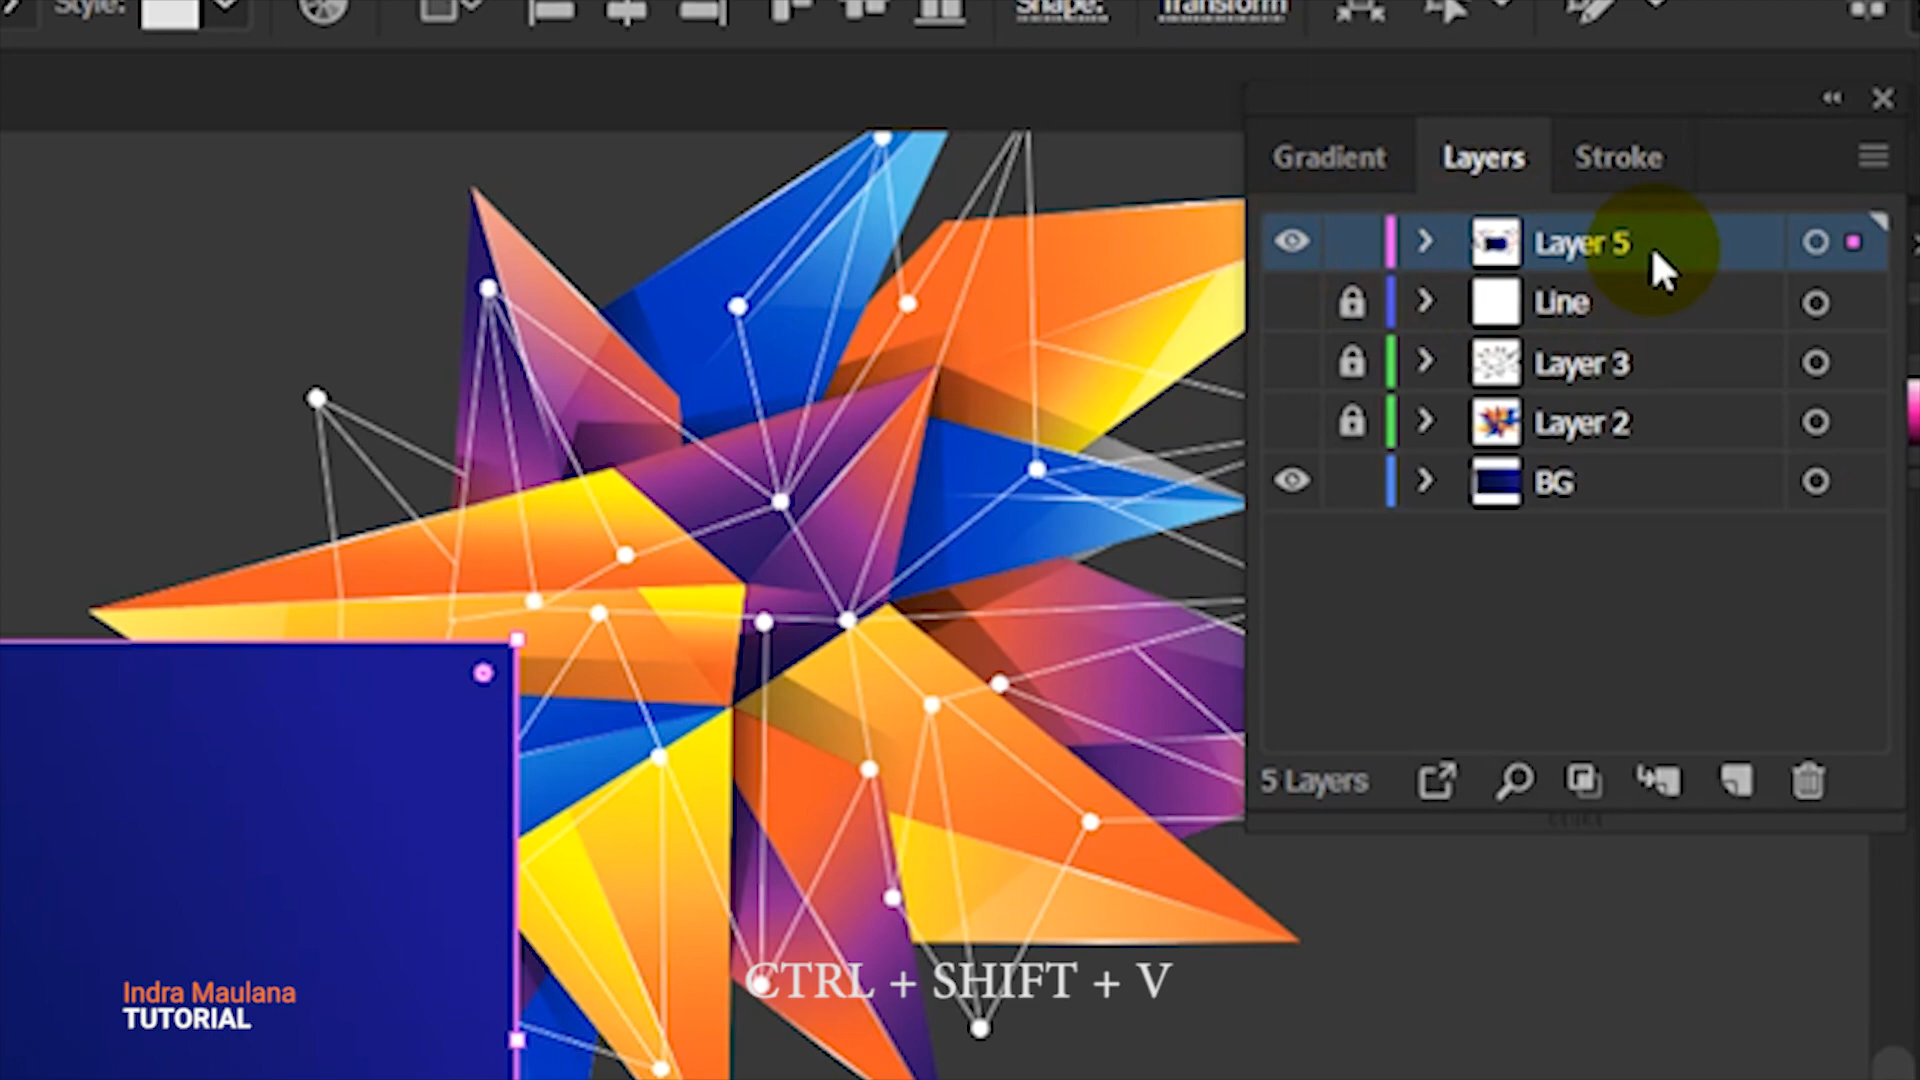 Style:
Shape:
Transform
Gradient
Layers
Stroke
Layer 5
Line
Layer 3
Layer 2
BG
5 Layers
CTRL + SHIFT + V
Indra Maulana
TUTORIAL